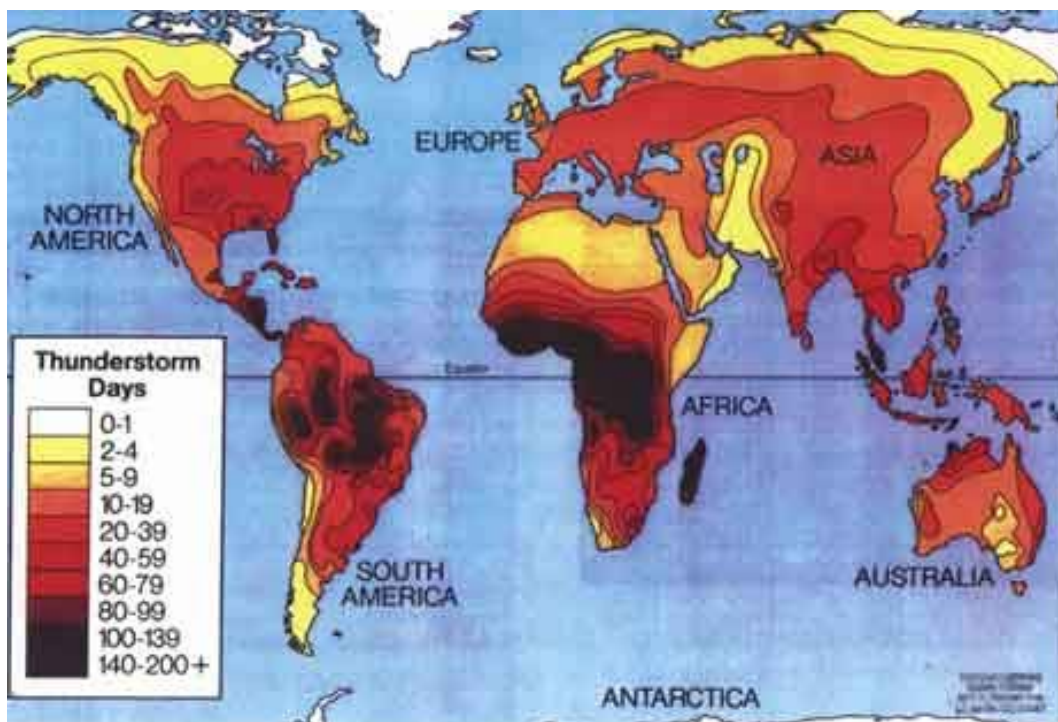 EUROPE
ASIA
NORTH
AMERICA
Thunderstorm
Days
0-1
2-4
5-9
10-19
20-39
40-59
60-79
80-99
100-139
140-200+
Equator
AFRICA
SOUTH
AMERICA
AUSTRALIA
ANTARCTICA